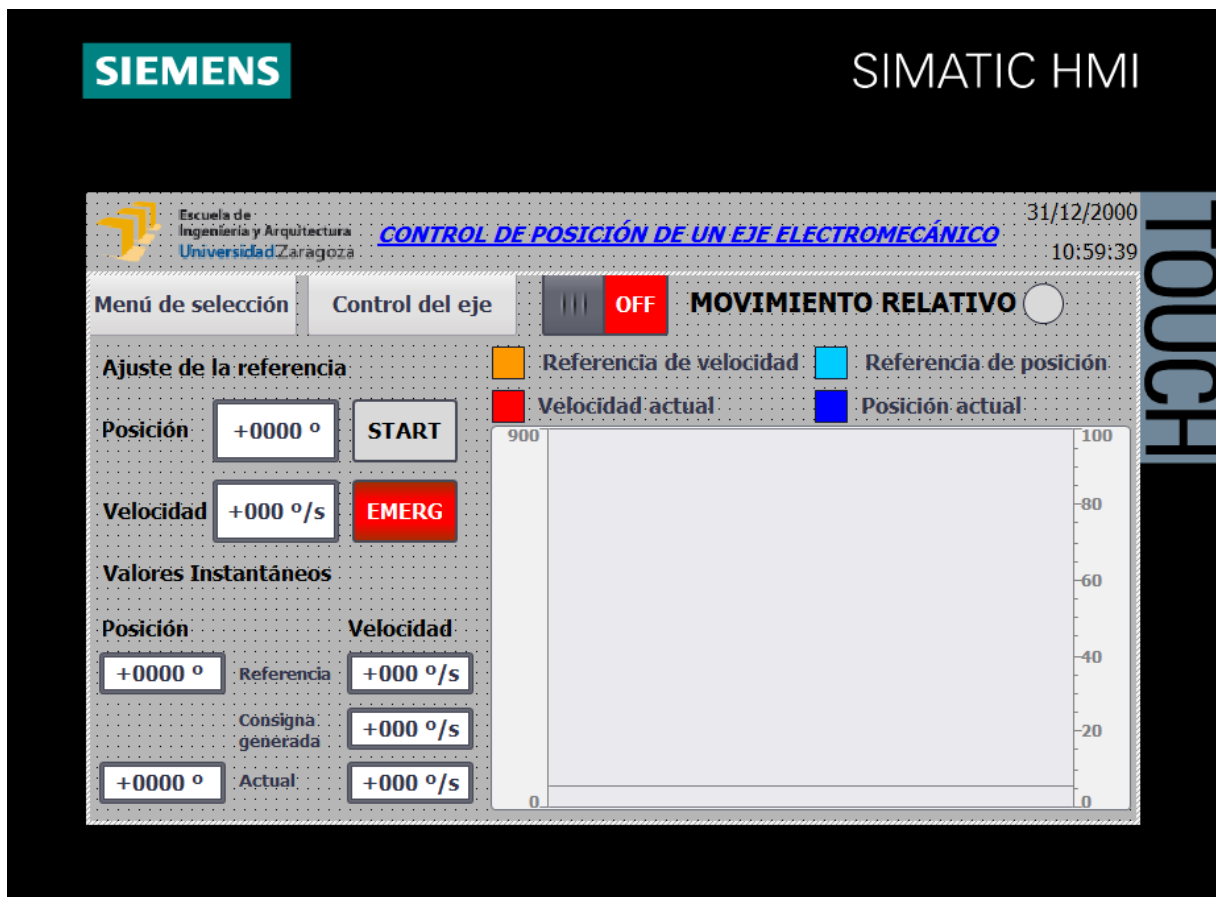 SIEMENS
SIMATIC HMI
TOUCH
Escuela de
Ingeniería y Arquitectura
Universidad Zaragoza
CONTROL DE POSICIÓN DE UN EJE ELECTROMECÁNICO
31/12/2000
10:59:39
Menú de selección
Control del eje
OFF
MOVIMIENTO RELATIVO
Ajuste de la referencia
Referencia de velocidad
Referencia de posición
Velocidad actual
Posición actual
Posición
+0000 º
START
Velocidad
+000 º/s
EMERG
Valores Instantáneos
Posición
Velocidad
+0000 º
Referencia
+000 º/s
Consigna
generada
+000 º/s
+0000 º
Actual
+000 º/s
900
0
100
80
60
40
20
0